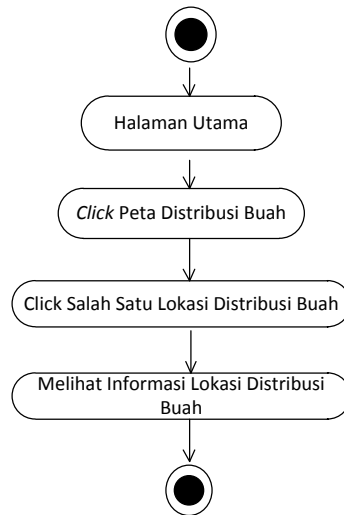 Halaman Utama
Click Peta Distribusi Buah
Click Salah Satu Lokasi Distribusi Buah
Melihat Informasi Lokasi Distribusi
Buah